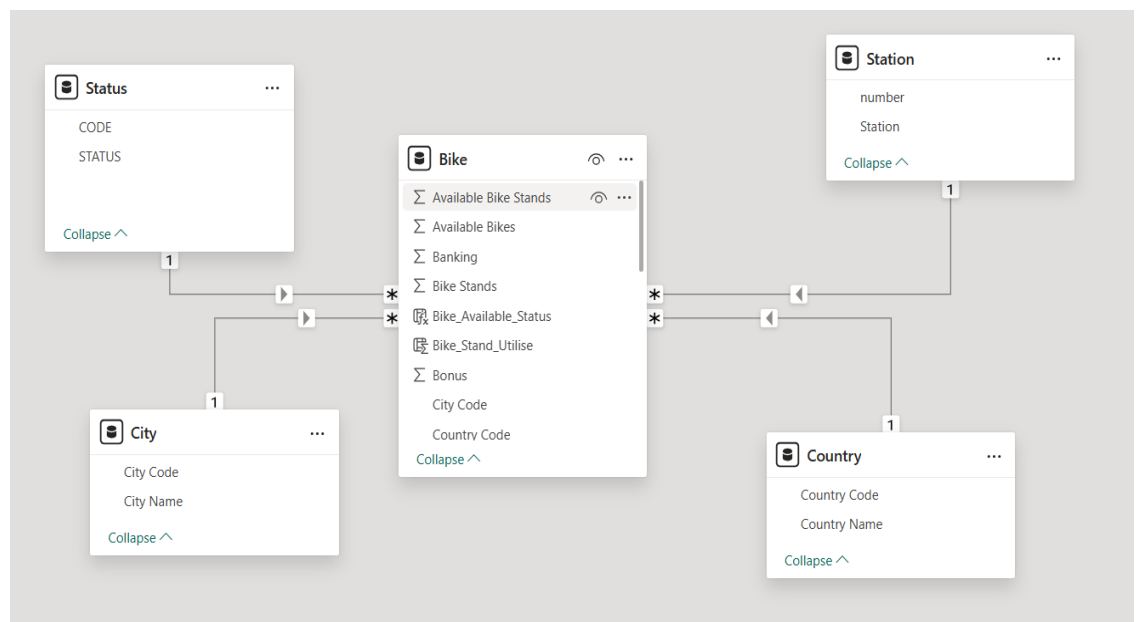 Status
CODE
STATUS
Collapse
1
Station
number
Station
Collapse
1
Bike
Available Bike Stands
Available Bikes
Banking
Bike Stands
Bike_Available_Status
Bike_Stand_Utilise
Bonus
City Code
Country Code
Collapse
*
*
*
*
1
City
City Code
City Name
Collapse
1
Country
Country Code
Country Name
Collapse